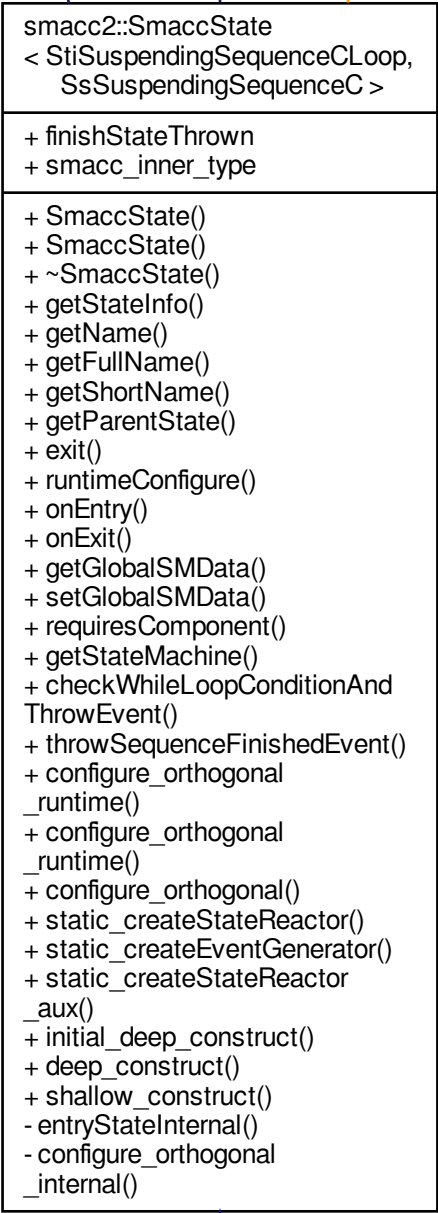 smacc2::SmaccState
< StiSuspendingSequenceCLoop,
SsSuspendingSequenceC >
+ finishStateThrown
+ smacc_inner_type
+ SmaccState()
+ SmaccState()
+ ~SmaccState()
+ getStateInfo()
+ getName()
+ getFullName()
+ getShortName()
+ getParentState()
+ exit()
+ runtimeConfigure()
+ onEntry()
+ onExit()
+ getGlobalSMData()
+ setGlobalSMData()
+ requiresComponent()
+ getStateMachine()
+ checkWhileLoopConditionAnd
ThrowEvent()
+ throwSequenceFinishedEvent()
+ configure_orthogonal
_runtime()
+ configure_orthogonal
_runtime()
+ configure_orthogonal()
+ static_createStateReactor()
+ static_createEventGenerator()
+ static_createStateReactor
_aux()
+ initial_deep_construct()
+ deep_construct()
+ shallow_construct()
- entryStateInternal()
- configure_orthogonal
_internal()